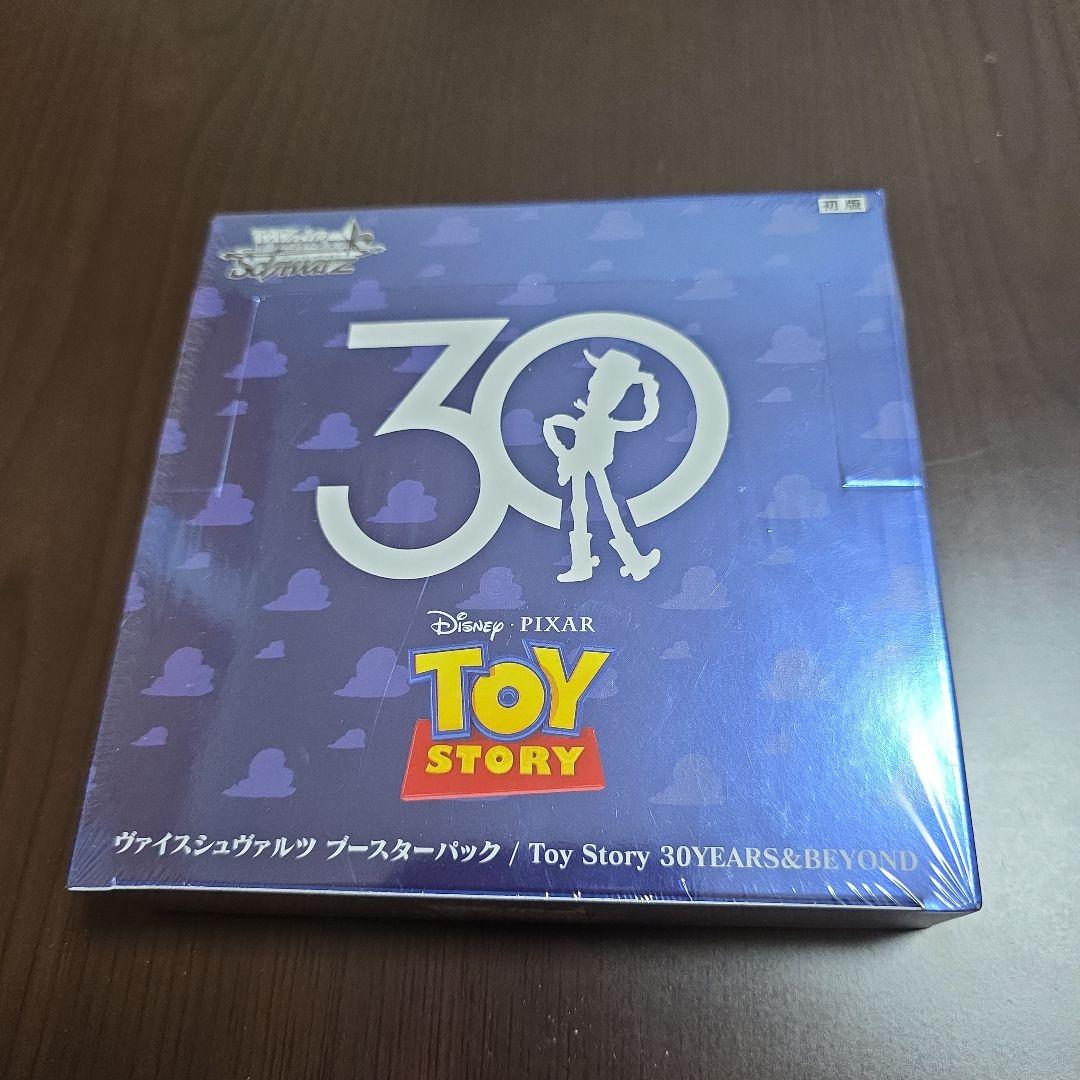 Weiß Schwarz
初版
30
Disney · PIXAR
TOY
STORY
ヴァイスシュヴァルツ ブースターパック / Toy Story 30YEARS&BEYOND